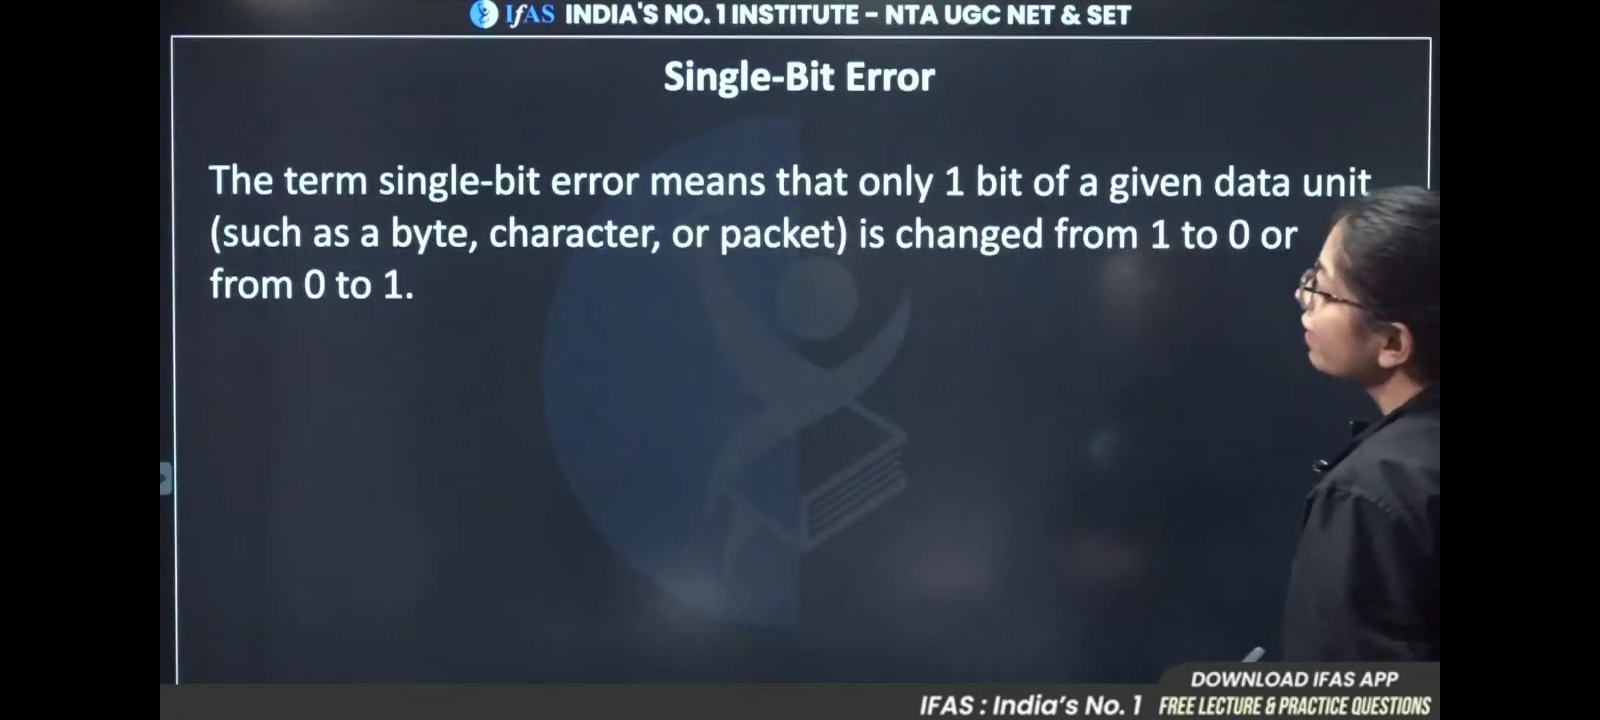 IfAS INDIA'S NO. 1 INSTITUTE – NTA UGC NET & SET
Single-Bit Error
The term single-bit error means that only 1 bit of a given data unit
(such as a byte, character, or packet) is changed from 1 to 0 or
from 0 to 1.
DOWNLOAD IFAS APP
IFAS : India's No. 1 FREE LECTURE & PRACTICE QUESTIONS